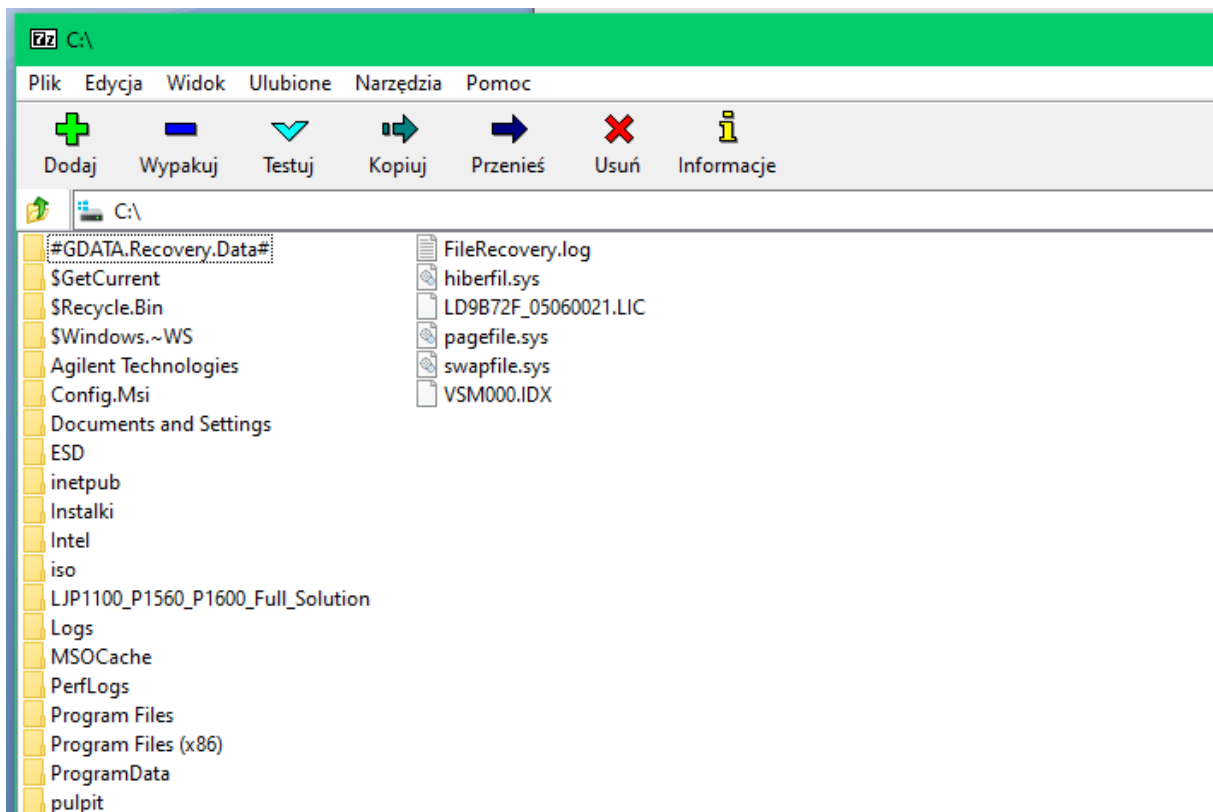 7z C:\
Plik Edycja Widok Ulubione Narzędzia Pomoc
Dodaj Wypakuj Testuj Kopiuj Przenieś Usuń Informacje
C:\
#GDATA.Recovery.Data#
$GetCurrent
$Recycle.Bin
$Windows.~WS
Agilent Technologies
Config.Msi
Documents and Settings
ESD
inetpub
Instalki
Intel
iso
LJP1100_P1560_P1600_Full_Solution
Logs
MSOCache
PerfLogs
Program Files
Program Files (x86)
ProgramData
pulpit
FileRecovery.log
hiberfil.sys
LD9B72F_05060021.LIC
pagefile.sys
swapfile.sys
VSM000.IDX